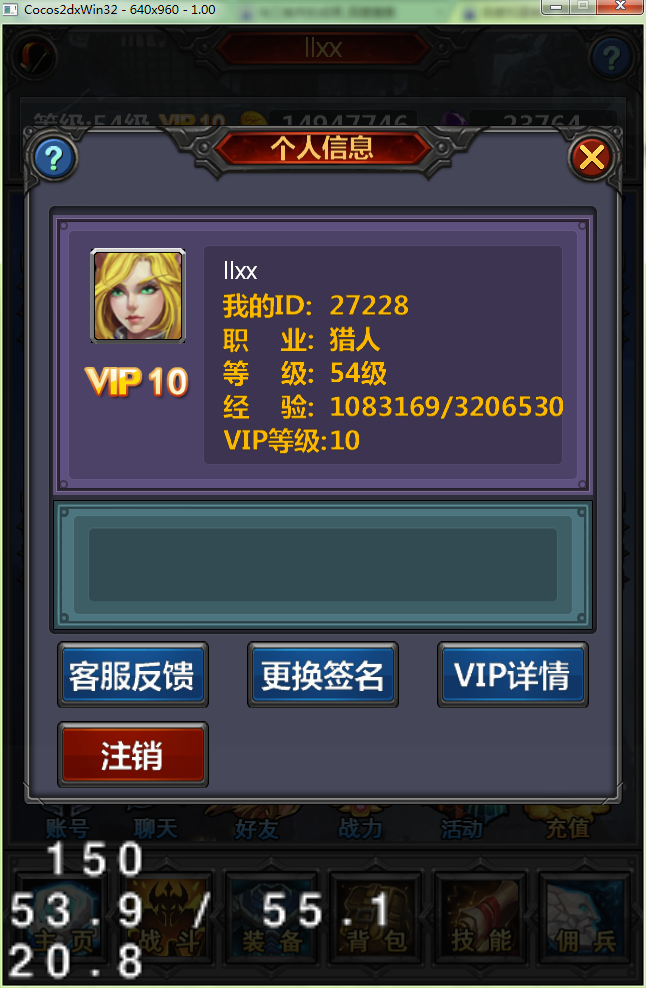 Cocos2dxWin32 - 640x960 - 1.00
llxx
等级:54级 VIP 10 14947746 23764
个人信息
llxx
我的ID: 27228
职 业: 猎人
等 级: 54级
经 验: 1083169/3206530
VIP等级:10
VIP 10
客服反馈 更换签名 VIP详情
注销
账号 聊天 好友 战力 活动 充值
150
53.9 / 55.1
主页 战斗 装备 背包 技能 佣兵
20.8